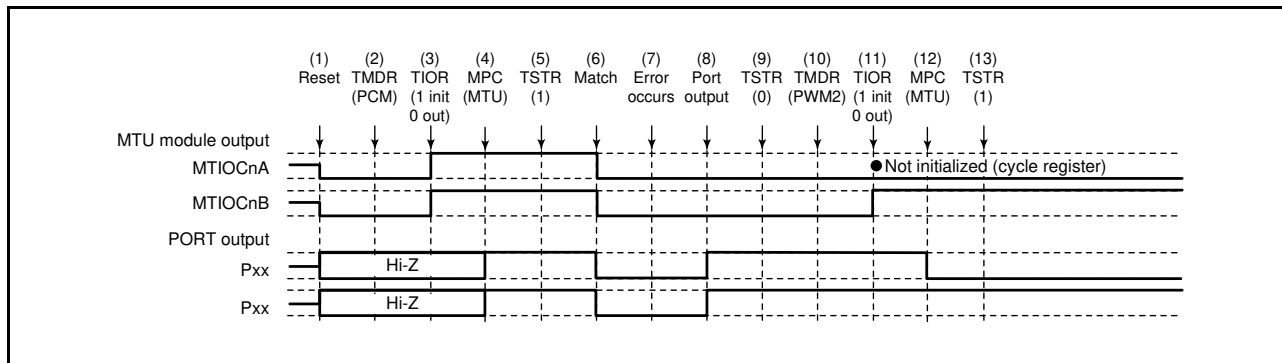 (1) (2) (3) (4) (5) (6) (7) (8) (9) (10) (11) (12) (13)
Reset TMDR TIOR MPC TSTR Match Error Port TSTR TMDR TIOR MPC TSTR
(PCM) (1 init (MTU) (1) occurs output (0) (PWM2) (1 init (MTU) (1)
0 out) 0 out)
MTU module output
MTIOCnA Not initialized (cycle register)
MTIOCnB
PORT output
Pxx Hi-Z
Pxx Hi-Z